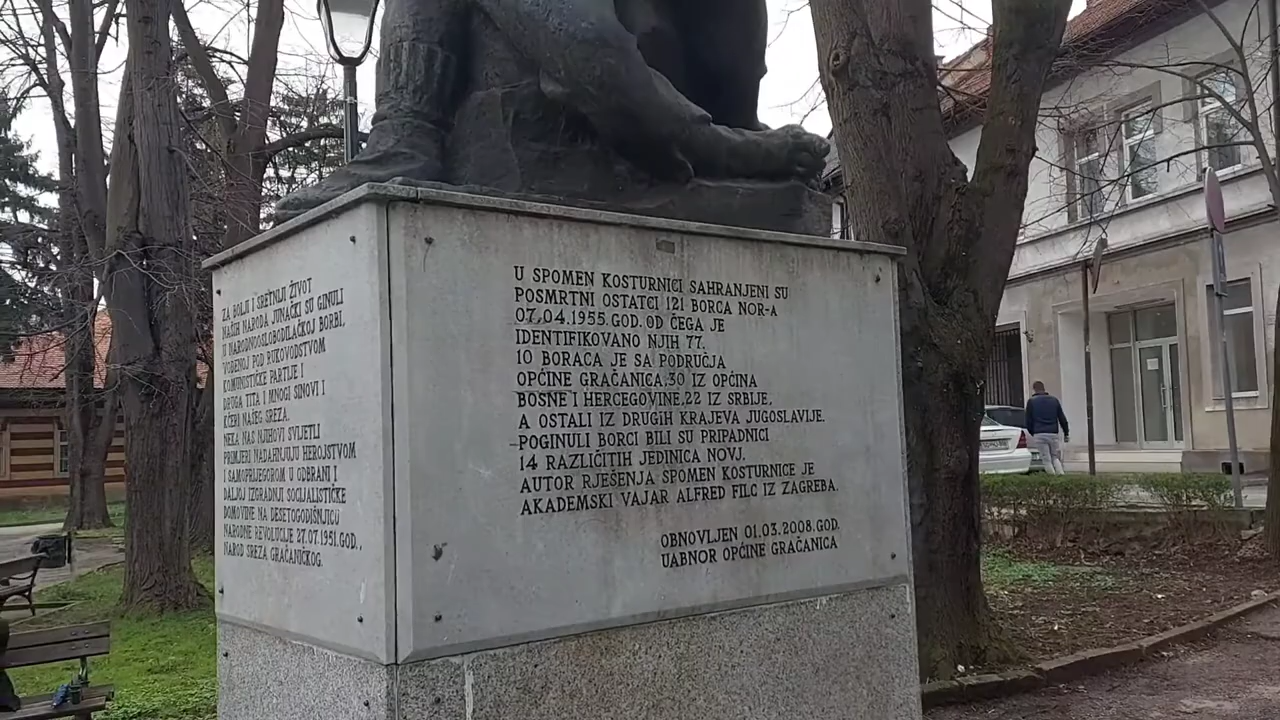 ZA BOLJI I SRETNIJI ŽIVOT
NAŠIH NARODA JUNAČKI SU GINULI
U NARODNOOSLOBODILAČKOJ BORBI,
VOĐENOJ POD RUKOVODSTVOM
KOMUNISTIČKE PARTIJE I
DRUGA TITA I MNOGI SINOVI I
KĆERI NAŠEG SREZA.
NEKA NAS NJIHOVI SVIJETLI
PRIMJERI NADAHNJUJU HEROJSTVOM
I SAMOPRIJEGOROM U ODBRANI I
DALJOJ IZGRADNJI SOCIJALISTIČKE
DOMOVINE NA DESETOGODIŠNJICU
NARODNE REVOLUCIJE 27.07.1951.GOD.,
NAROD SREZA GRAČANIČKOG.
U SPOMEN KOSTURNICI SAHRANJENI SU
POSMRTNI OSTATCI 121 BORCA NOR-A
07.04.1955.GOD. OD ČEGA JE
IDENTIFIKOVANO NJIH 77.
10 BORACA JE SA PODRUČJA
OPĆINE GRAČANICA,30 IZ OPĆINA
BOSNE I HERCEGOVINE,22 IZ SRBIJE,
A OSTALI IZ DRUGIH KRAJEVA JUGOSLAVIJE.
POGINULI BORCI BILI SU PRIPADNICI
14 RAZLIČITIH JEDINICA NOVJ.
AUTOR RJEŠENJA SPOMEN KOSTURNICE JE
AKADEMSKI VAJAR ALFRED FILC IZ ZAGREBA.
OBNOVLJEN 01.03.2008.GOD.
UABNOR OPĆINE GRAČANICA